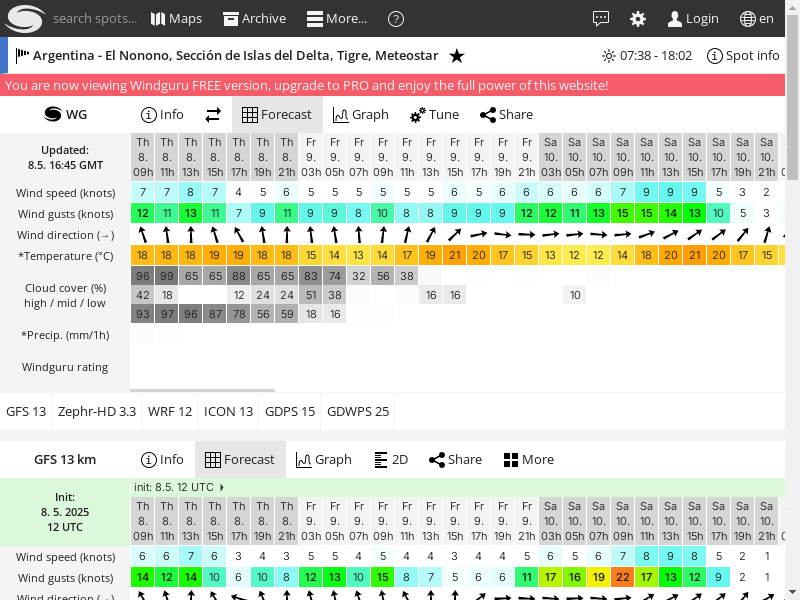 search spots... Maps Archive More... ? Login en
Argentina - El Nonono, Sección de Islas del Delta, Tigre, Meteostar ★ 07:38 - 18:02 Spot info
You are now viewing Windguru FREE version, upgrade to PRO and enjoy the full power of this website!
WG Info Forecast Graph Tune Share
Updated:
8.5. 16:45 GMT
Th Th Th Th Th Th Th Fr Fr Fr Fr Fr Fr Fr Fr Fr Fr Sa Sa Sa Sa Sa Sa Sa Sa Sa Sa
8. 8. 8. 8. 8. 8. 8. 9. 9. 9. 9. 9. 9. 9. 9. 9. 9. 10. 10. 10. 10. 10. 10. 10. 10. 10. 10.
09h 11h 13h 15h 17h 19h 21h 03h 05h 07h 09h 11h 13h 15h 17h 19h 21h 03h 05h 07h 09h 11h 13h 15h 17h 19h 21h
Wind speed (knots) 7 7 8 7 4 5 6 5 5 5 5 5 5 6 5 6 6 6 6 6 7 9 9 9 5 3 2
Wind gusts (knots) 12 11 13 11 7 9 11 9 9 8 10 8 8 9 9 9 12 12 11 13 15 15 14 13 10 5 3
Wind direction (→)
*Temperature (°C) 18 18 18 19 19 18 18 15 14 13 14 17 19 21 20 17 15 13 12 12 14 18 20 21 20 17 15
96 99 65 65 88 65 65 83 74 32 56 38
Cloud cover (%) 42 18 12 24 24 51 38 16 16 10
high / mid / low
93 97 96 87 78 56 59 18 16
*Precip. (mm/1h)
Windguru rating
GFS 13 Zephr-HD 3.3 WRF 12 ICON 13 GDPS 15 GDWPS 25
GFS 13 km Info Forecast Graph 2D Share More
init: 8.5. 12 UTC
Init:
8. 5. 2025
12 UTC
Th Th Th Th Th Th Th Fr Fr Fr Fr Fr Fr Fr Fr Fr Fr Sa Sa Sa Sa Sa Sa Sa Sa Sa Sa
8. 8. 8. 8. 8. 8. 8. 9. 9. 9. 9. 9. 9. 9. 9. 9. 9. 10. 10. 10. 10. 10. 10. 10. 10. 10. 10.
09h 11h 13h 15h 17h 19h 21h 03h 05h 07h 09h 11h 13h 15h 17h 19h 21h 03h 05h 07h 09h 11h 13h 15h 17h 19h 21h
Wind speed (knots) 6 6 7 6 3 4 3 5 5 4 5 4 4 3 4 4 5 6 5 6 7 8 9 8 5 2 1
Wind gusts (knots) 14 12 14 10 6 10 8 12 13 10 15 8 7 5 6 6 11 17 16 19 22 17 13 12 9 2 1
Wind direction (→)